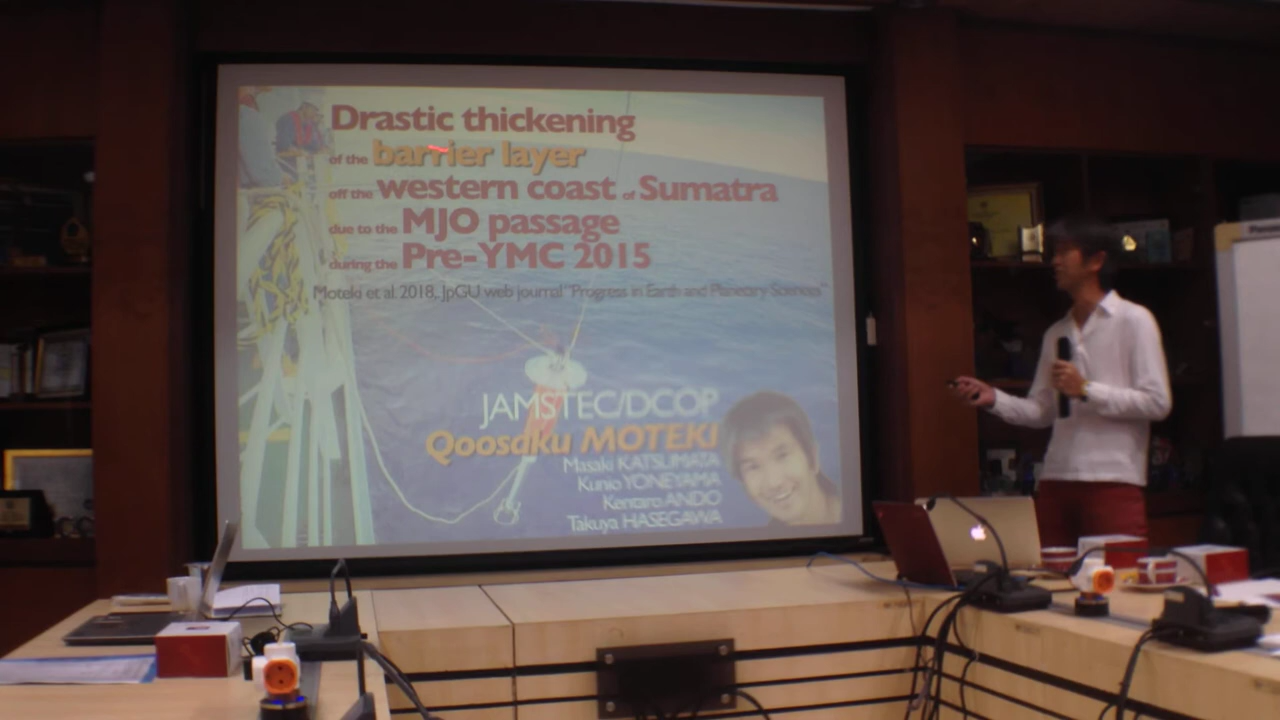 Drastic thickening
of the barrier layer
off the western coast of Sumatra
due to the MJO passage
during the Pre-YMC 2015
Moteki et al. 2018, JpGU web journal "Progress in Earth and Planetary Sciences"
JAMSTEC/DCOP
Qoosaku MOTEKI
Masaki KATSUMATA
Kunio YONEYAMA
Kentaro ANDO
Takuya HASEGAWA